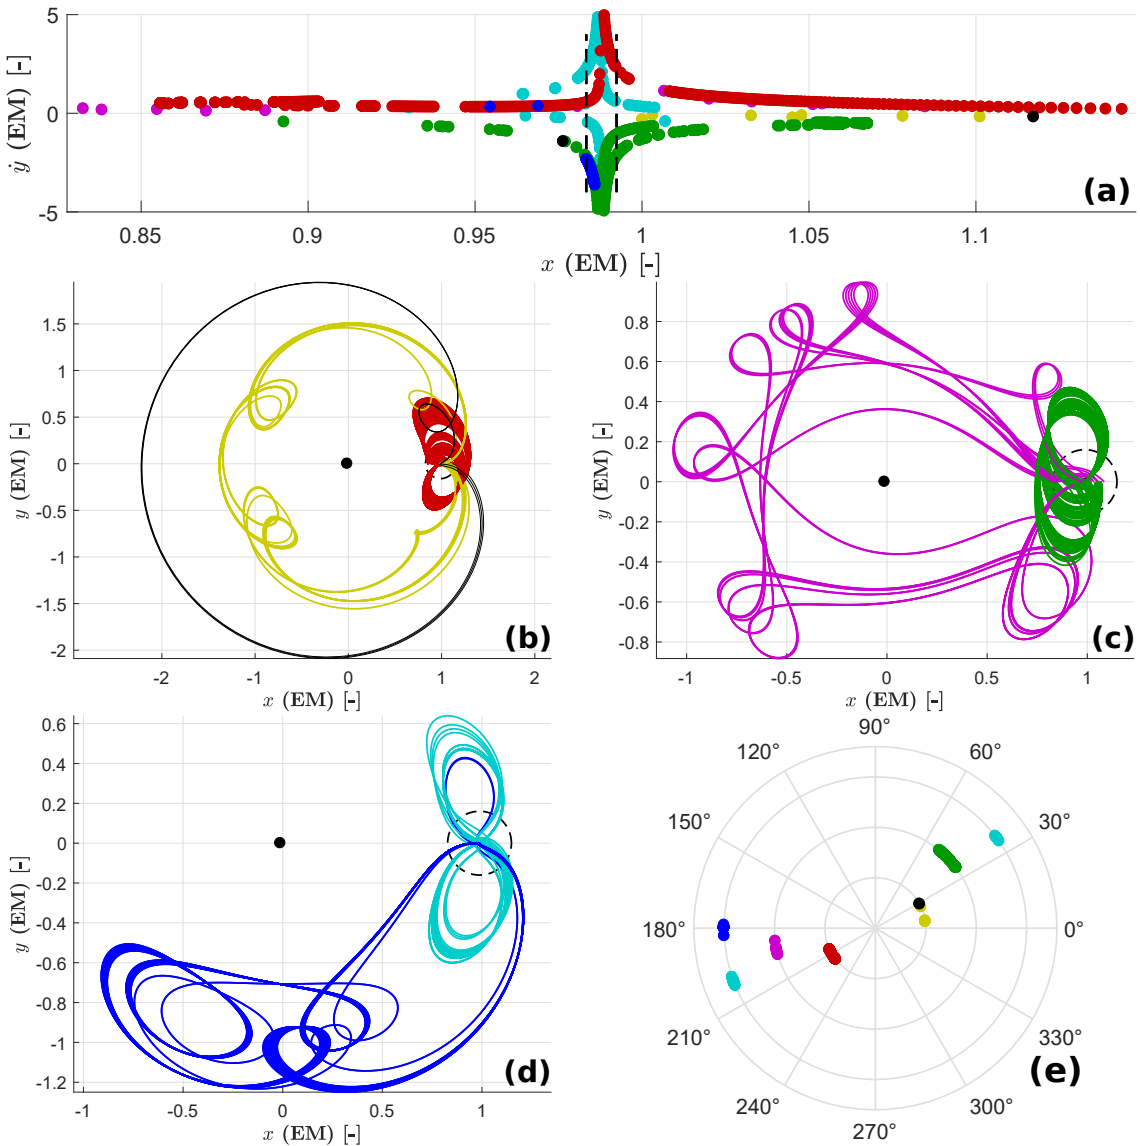 5
0
-5
ẏ (EM) [-]
(a)
0.85 0.9 0.95 1 1.05 1.1
x (EM) [-]
1.5
1
0.5
0
-0.5
-1
-1.5
-2
y (EM) [-]
(b)
-2 -1 0 1 2
x (EM) [-]
0.8
0.6
0.4
0.2
0
-0.2
-0.4
-0.6
-0.8
y (EM) [-]
(c)
-1 -0.5 0 0.5 1
x (EM) [-]
0.6
0.4
0.2
0
-0.2
-0.4
-0.6
-0.8
-1
-1.2
y (EM) [-]
(d)
-1 -0.5 0 0.5 1
x (EM) [-]
90°
120° 60°
150° 30°
180° 0°
210° 330°
240° 300°
270°
(e)